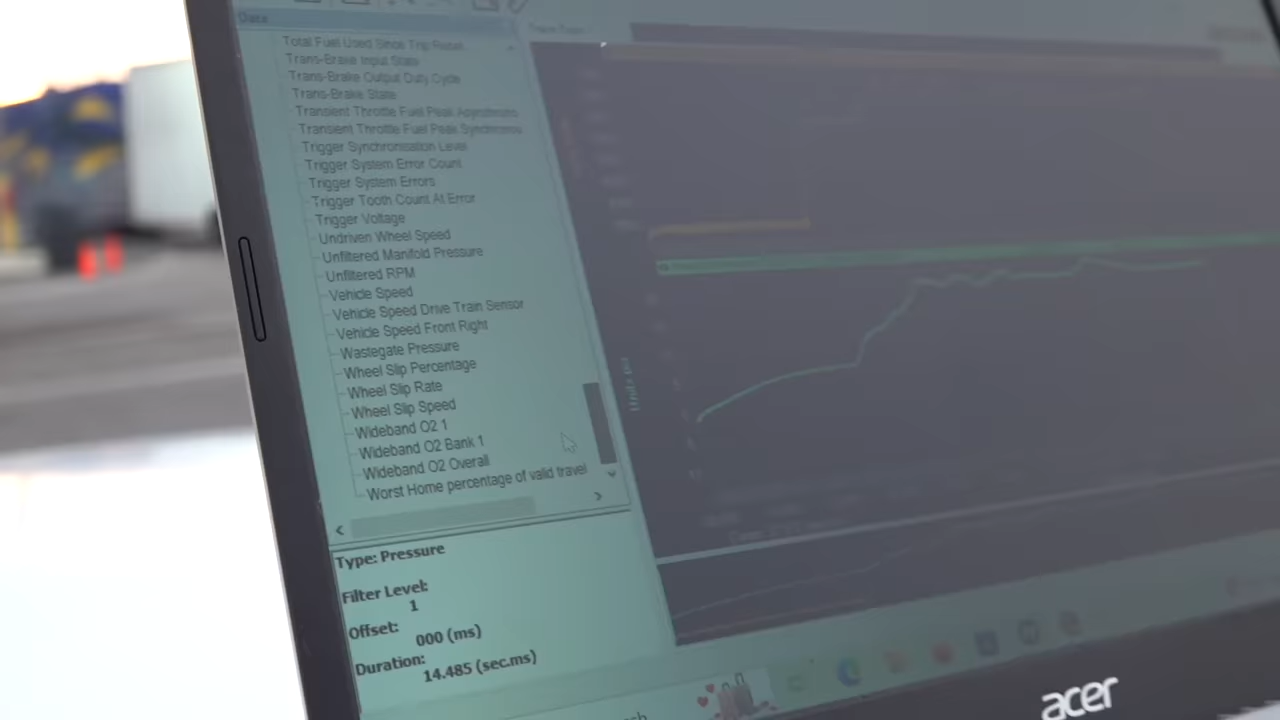 Data
Total Fuel Used Since Trip Reset
Trans-Brake Input State
Trans-Brake Output Duty Cycle
Trans-Brake State
Transient Throttle Fuel Peak Asynchrono
Transient Throttle Fuel Peak Synchronou
Trigger Synchronisation Level
Trigger System Error Count
Trigger System Errors
Trigger Tooth Count At Error
Trigger Voltage
Undriven Wheel Speed
Unfiltered Manifold Pressure
Unfiltered RPM
Vehicle Speed
Vehicle Speed Drive Train Sensor
Vehicle Speed Front Right
Wastegate Pressure
Wheel Slip Percentage
Wheel Slip Rate
Wheel Slip Speed
Wideband O2 1
Wideband O2 Bank 1
Wideband O2 Overall
Worst Home percentage of valid travel
Type: Pressure
Filter Level:
1
Offset:
000 (ms)
Duration:
14.485 (sec.ms)
acer